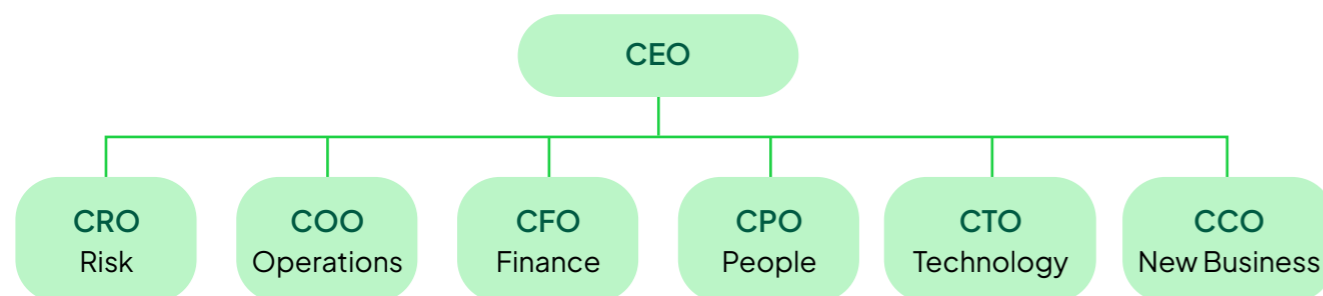 CEO
CRO
Risk
COO
Operations
CFO
Finance
CPO
People
CTO
Technology
CCO
New Business